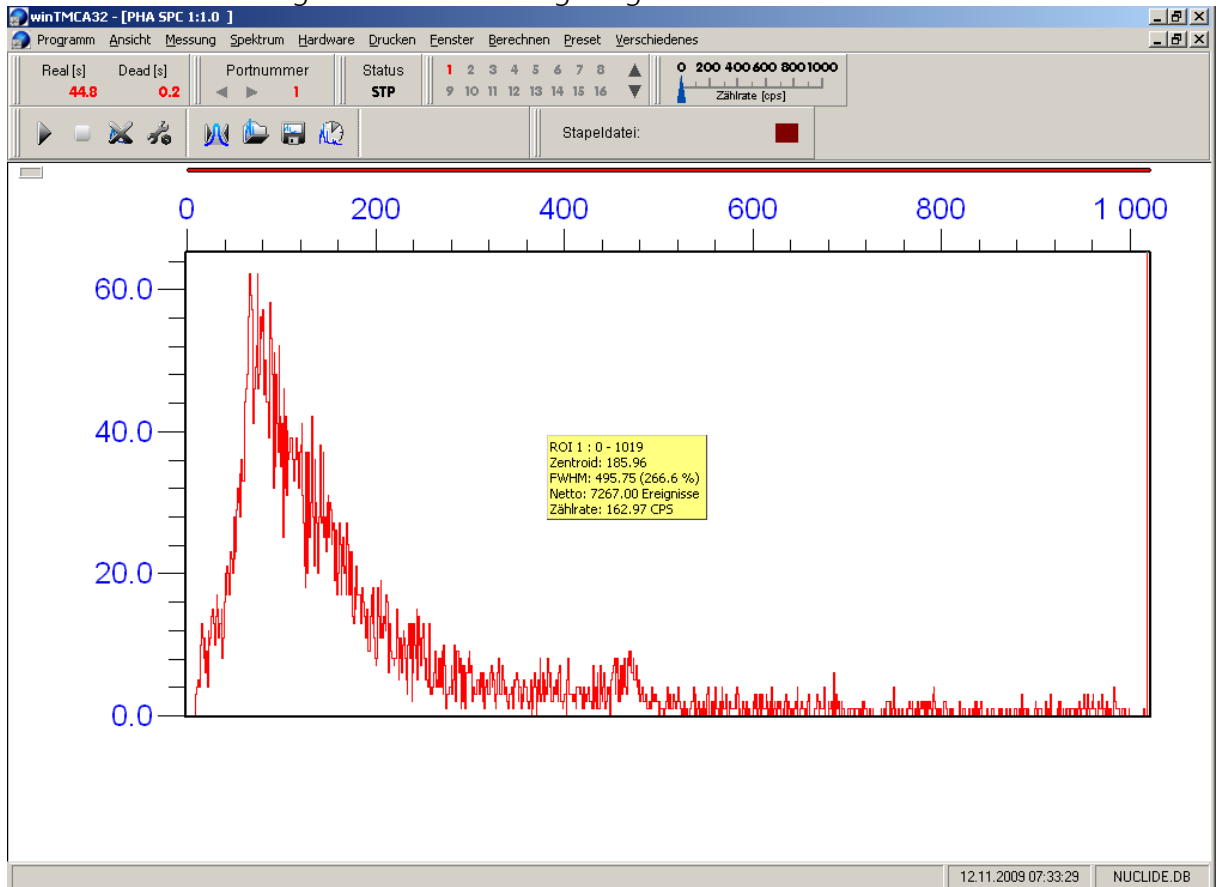 winTMCA32 - [PHA SPC 1:1.0 ]
Programm Ansicht Messung Spektrum Hardware Drucken Fenster Berechnen Preset Verschiedenes
Real [s] Dead [s] Portnummer Status 1 2 3 4 5 6 7 8 0 200 400 600 800 1000
44.8 0.2 1 STP 9 10 11 12 13 14 15 16 Zählrate [cps]
Stapeldatei:
0 200 400 600 800 1 000
60.0
40.0
ROI 1 : 0 - 1019
Zentroid: 185.96
FWHM: 495.75 (266.6 %)
Netto: 7267.00 Ereignisse
Zählrate: 162.97 CPS
20.0
0.0
12.11.2009 07:33:29 NUCLIDE.DB